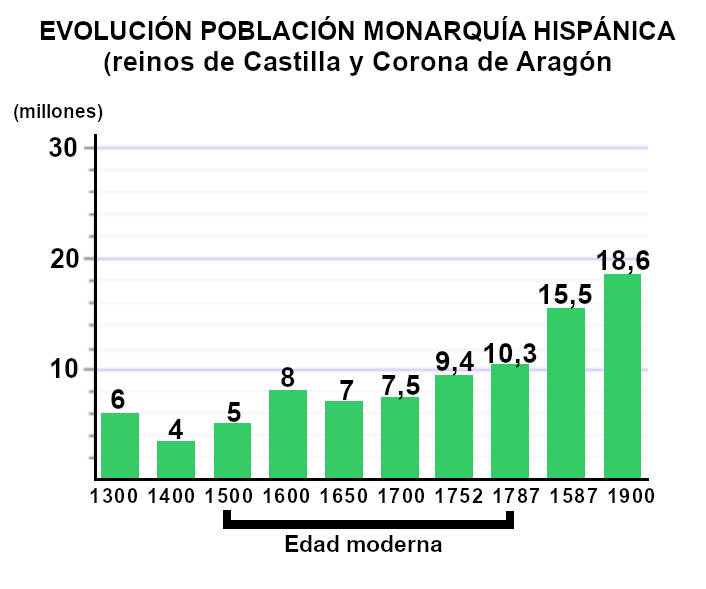 EVOLUCIÓN POBLACIÓN MONARQUÍA HISPÁNICA
(reinos de Castilla y Corona de Aragón
(millones)
30
20
10
6
4
5
8
7
7,5
9,4
10,3
15,5
18,6
1300 1400 1500 1600 1650 1700 1752 1787 1587 1900
Edad moderna